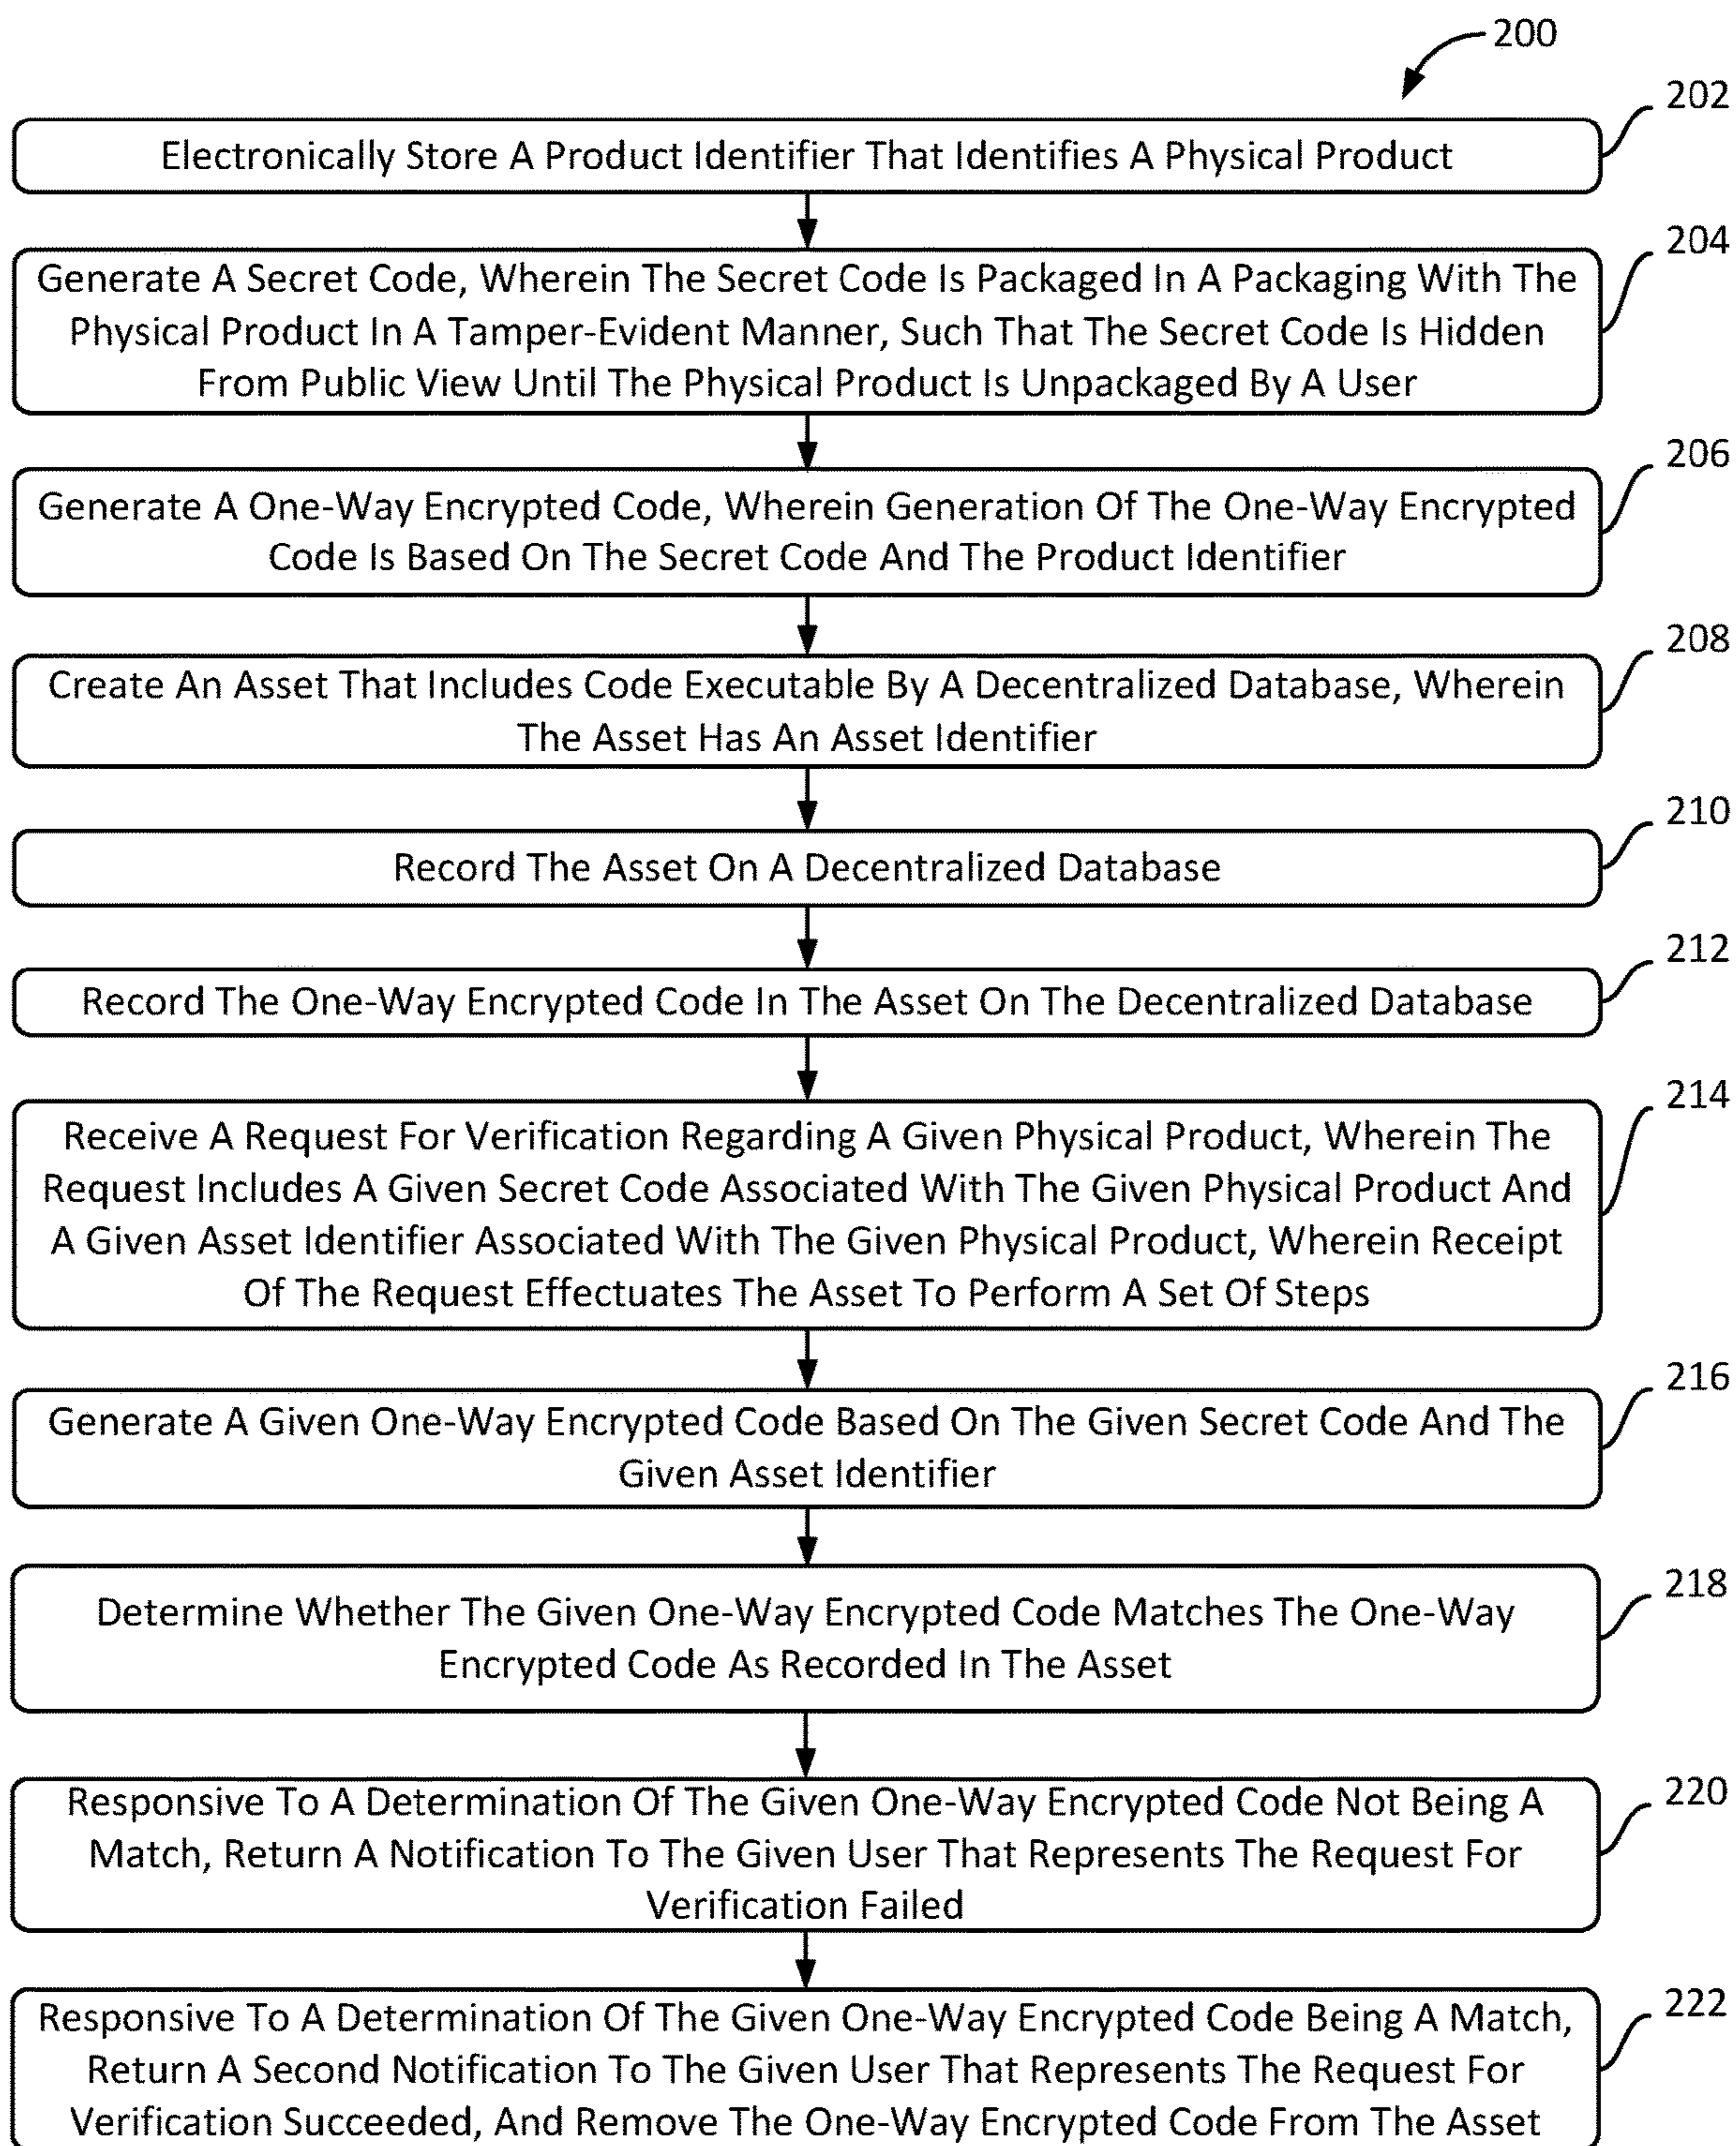 200
202
Electronically Store A Product Identifier That Identifies A Physical Product
204
Generate A Secret Code, Wherein The Secret Code Is Packaged In A Packaging With The
Physical Product In A Tamper-Evident Manner, Such That The Secret Code Is Hidden
From Public View Until The Physical Product Is Unpackaged By A User
206
Generate A One-Way Encrypted Code, Wherein Generation Of The One-Way Encrypted
Code Is Based On The Secret Code And The Product Identifier
208
Create An Asset That Includes Code Executable By A Decentralized Database, Wherein
The Asset Has An Asset Identifier
210
Record The Asset On A Decentralized Database
212
Record The One-Way Encrypted Code In The Asset On The Decentralized Database
214
Receive A Request For Verification Regarding A Given Physical Product, Wherein The
Request Includes A Given Secret Code Associated With The Given Physical Product And
A Given Asset Identifier Associated With The Given Physical Product, Wherein Receipt
Of The Request Effectuates The Asset To Perform A Set Of Steps
216
Generate A Given One-Way Encrypted Code Based On The Given Secret Code And The
Given Asset Identifier
218
Determine Whether The Given One-Way Encrypted Code Matches The One-Way
Encrypted Code As Recorded In The Asset
220
Responsive To A Determination Of The Given One-Way Encrypted Code Not Being A
Match, Return A Notification To The Given User That Represents The Request For
Verification Failed
222
Responsive To A Determination Of The Given One-Way Encrypted Code Being A Match,
Return A Second Notification To The Given User That Represents The Request For
Verification Succeeded, And Remove The One-Way Encrypted Code From The Asset